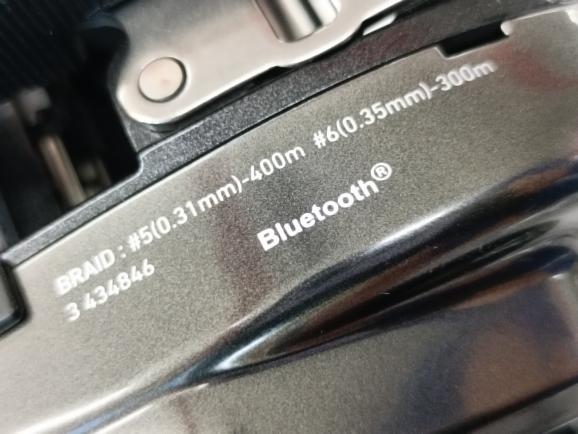 BRAID : #5(0.31mm)-400m #6(0.35mm)-300m
3 434846
Bluetooth®